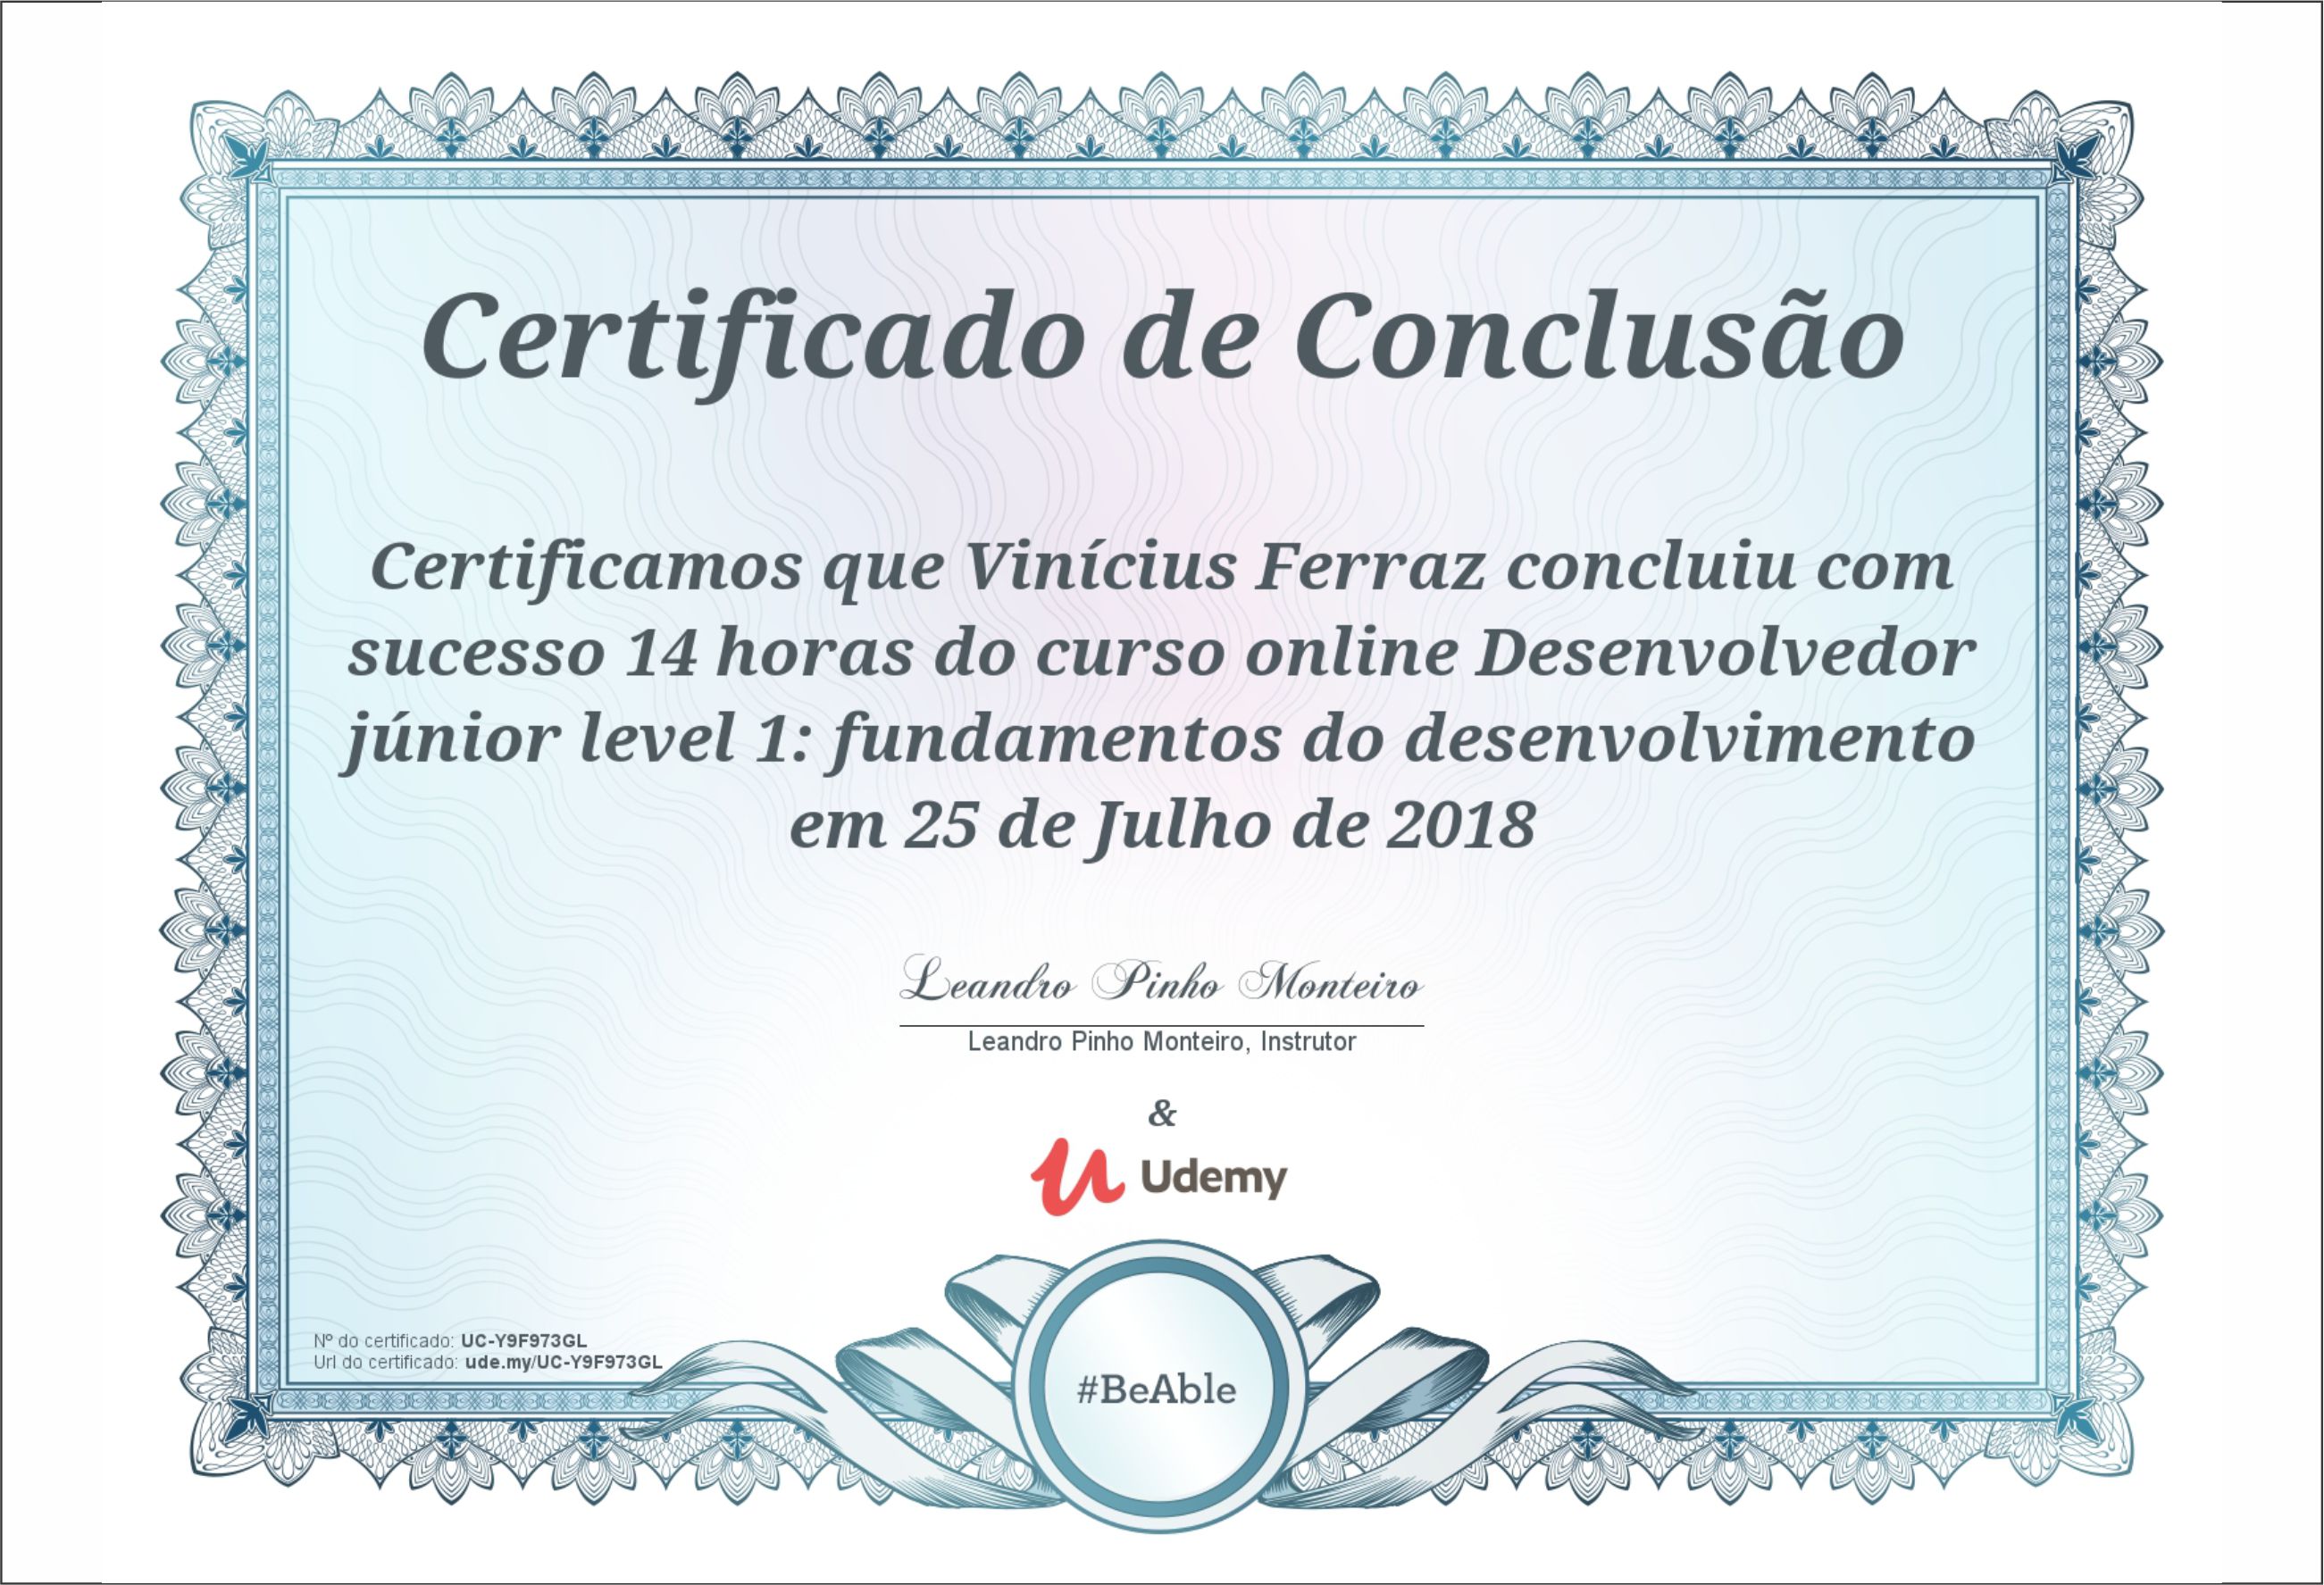 Certificado de Conclusão
Certificamos que Vinícius Ferraz concluiu com
sucesso 14 horas do curso online Desenvolvedor
júnior level 1: fundamentos do desenvolvimento
em 25 de Julho de 2018
Leandro Pinho Monteiro
Leandro Pinho Monteiro, Instrutor
&
Udemy
Nº do certificado: UC-Y9F973GL
Url do certificado: ude.my/UC-Y9F973GL
#BeAble